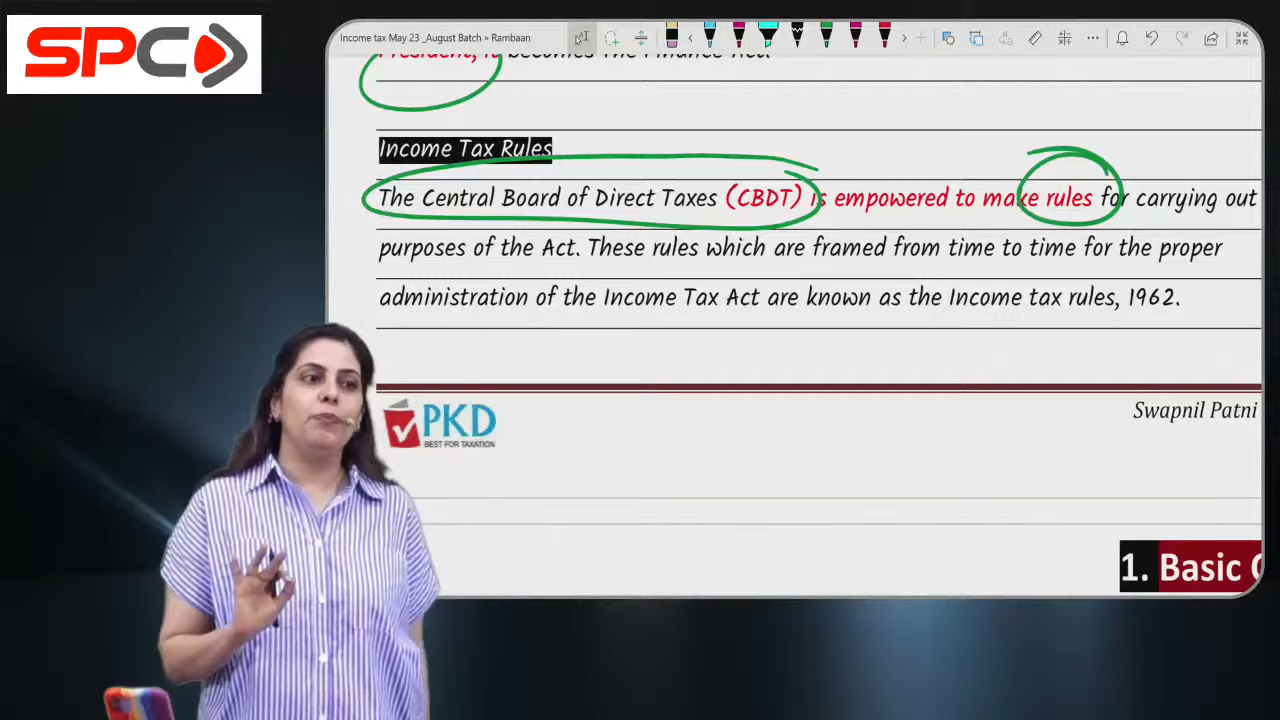 SPC
Income tax May 23 _August Batch » Rambaan
President, it becomes The Finance Act.
Income Tax Rules
The Central Board of Direct Taxes (CBDT) is empowered to make rules for carrying out
purposes of the Act. These rules which are framed from time to time for the proper
administration of the Income Tax Act are known as the Income tax rules, 1962.
PKD
BEST FOR TAXATION
Swapnil Patni
1. Basic